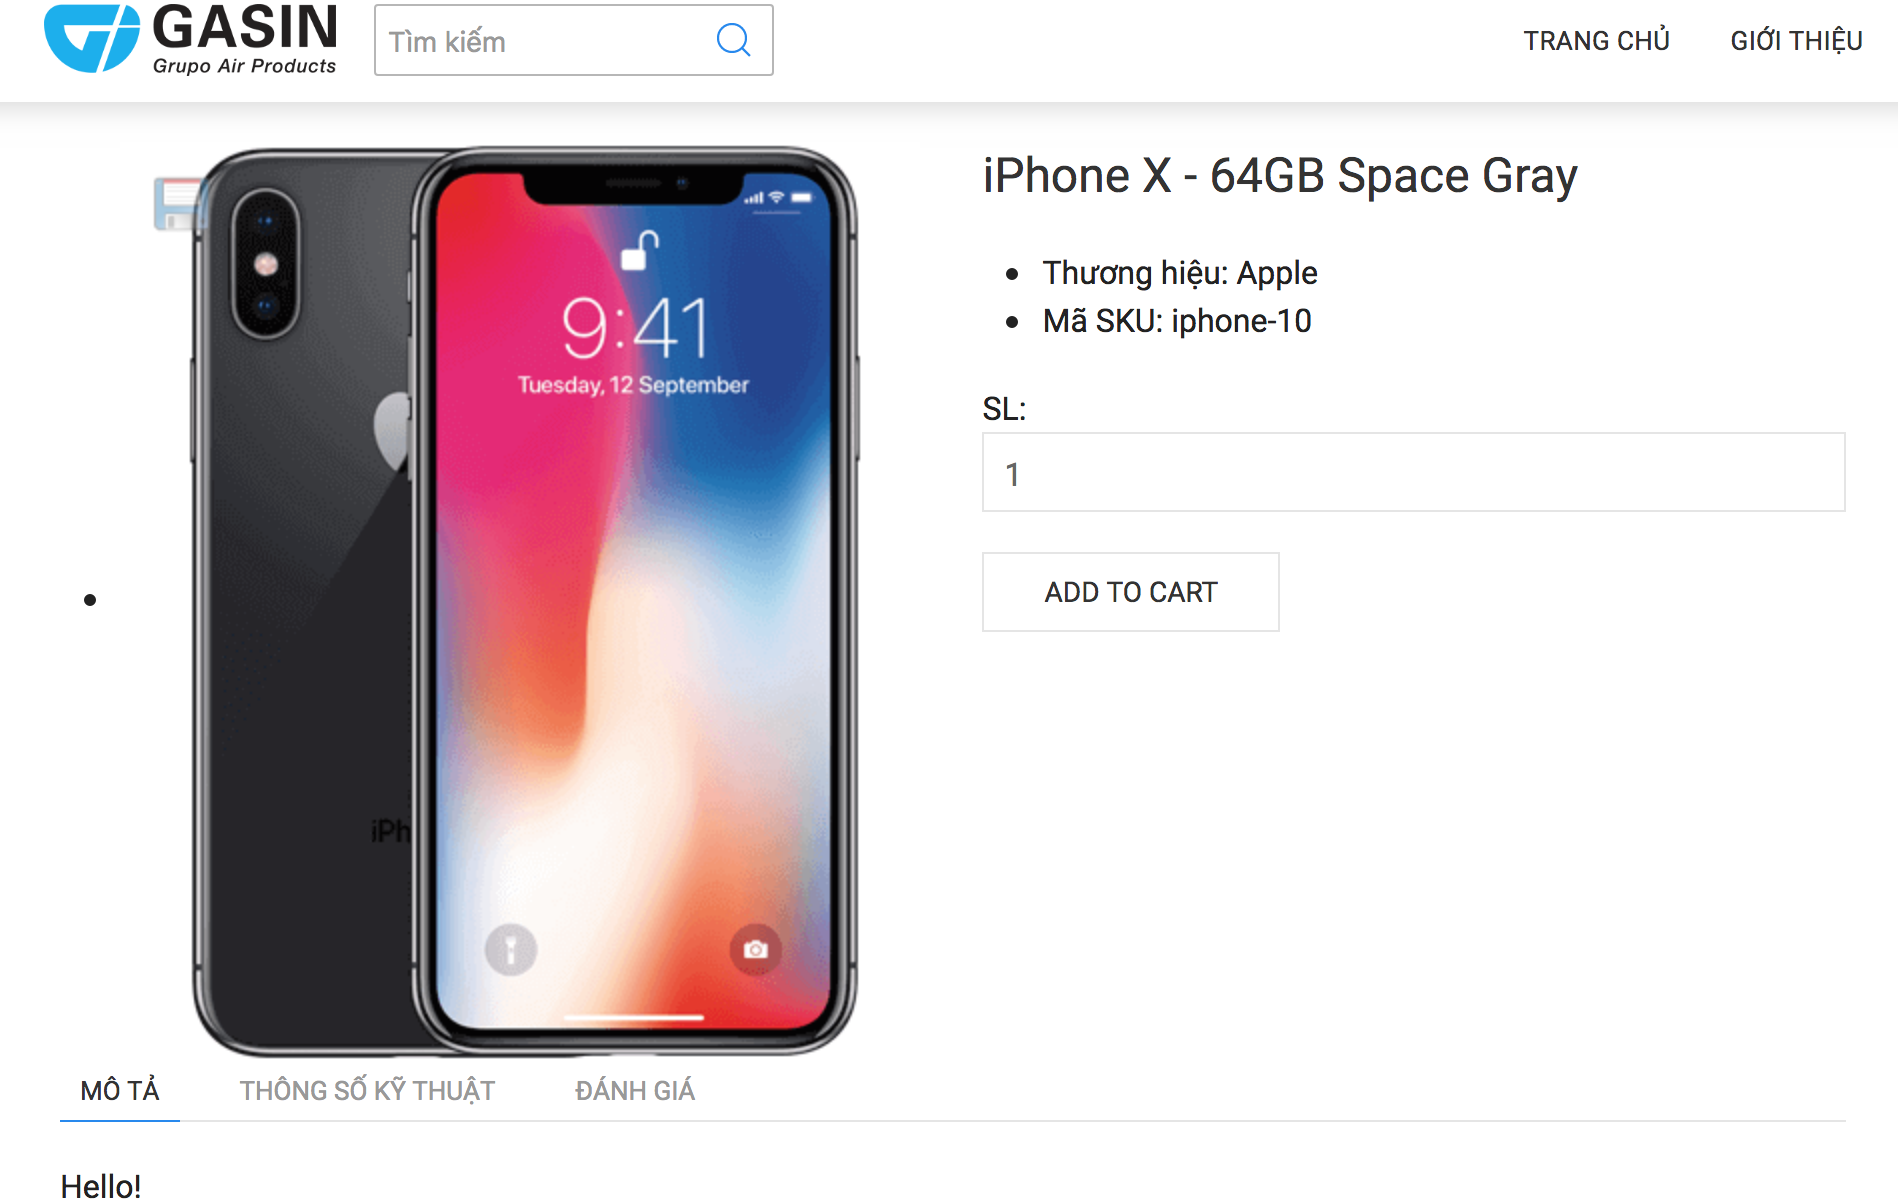 GASIN
Grupo Air Products
Tìm kiếm
TRANG CHỦ
GIỚI THIỆU
iPhone X - 64GB Space Gray
Thương hiệu: Apple
Mã SKU: iphone-10
SL:
1
ADD TO CART
9:41
Tuesday, 12 September
iPh
MÔ TẢ
THÔNG SỐ KỸ THUẬT
ĐÁNH GIÁ
Hello!